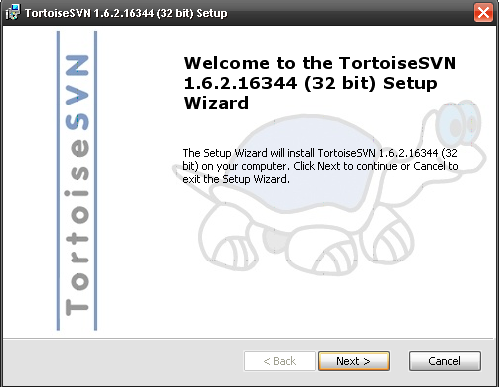 TortoiseSVN 1.6.2.16344 (32 bit) Setup
TortoiseSVN
Welcome to the TortoiseSVN
1.6.2.16344 (32 bit) Setup
Wizard
The Setup Wizard will install TortoiseSVN 1.6.2.16344 (32
bit) on your computer. Click Next to continue or Cancel to
exit the Setup Wizard.
< Back
Next >
Cancel